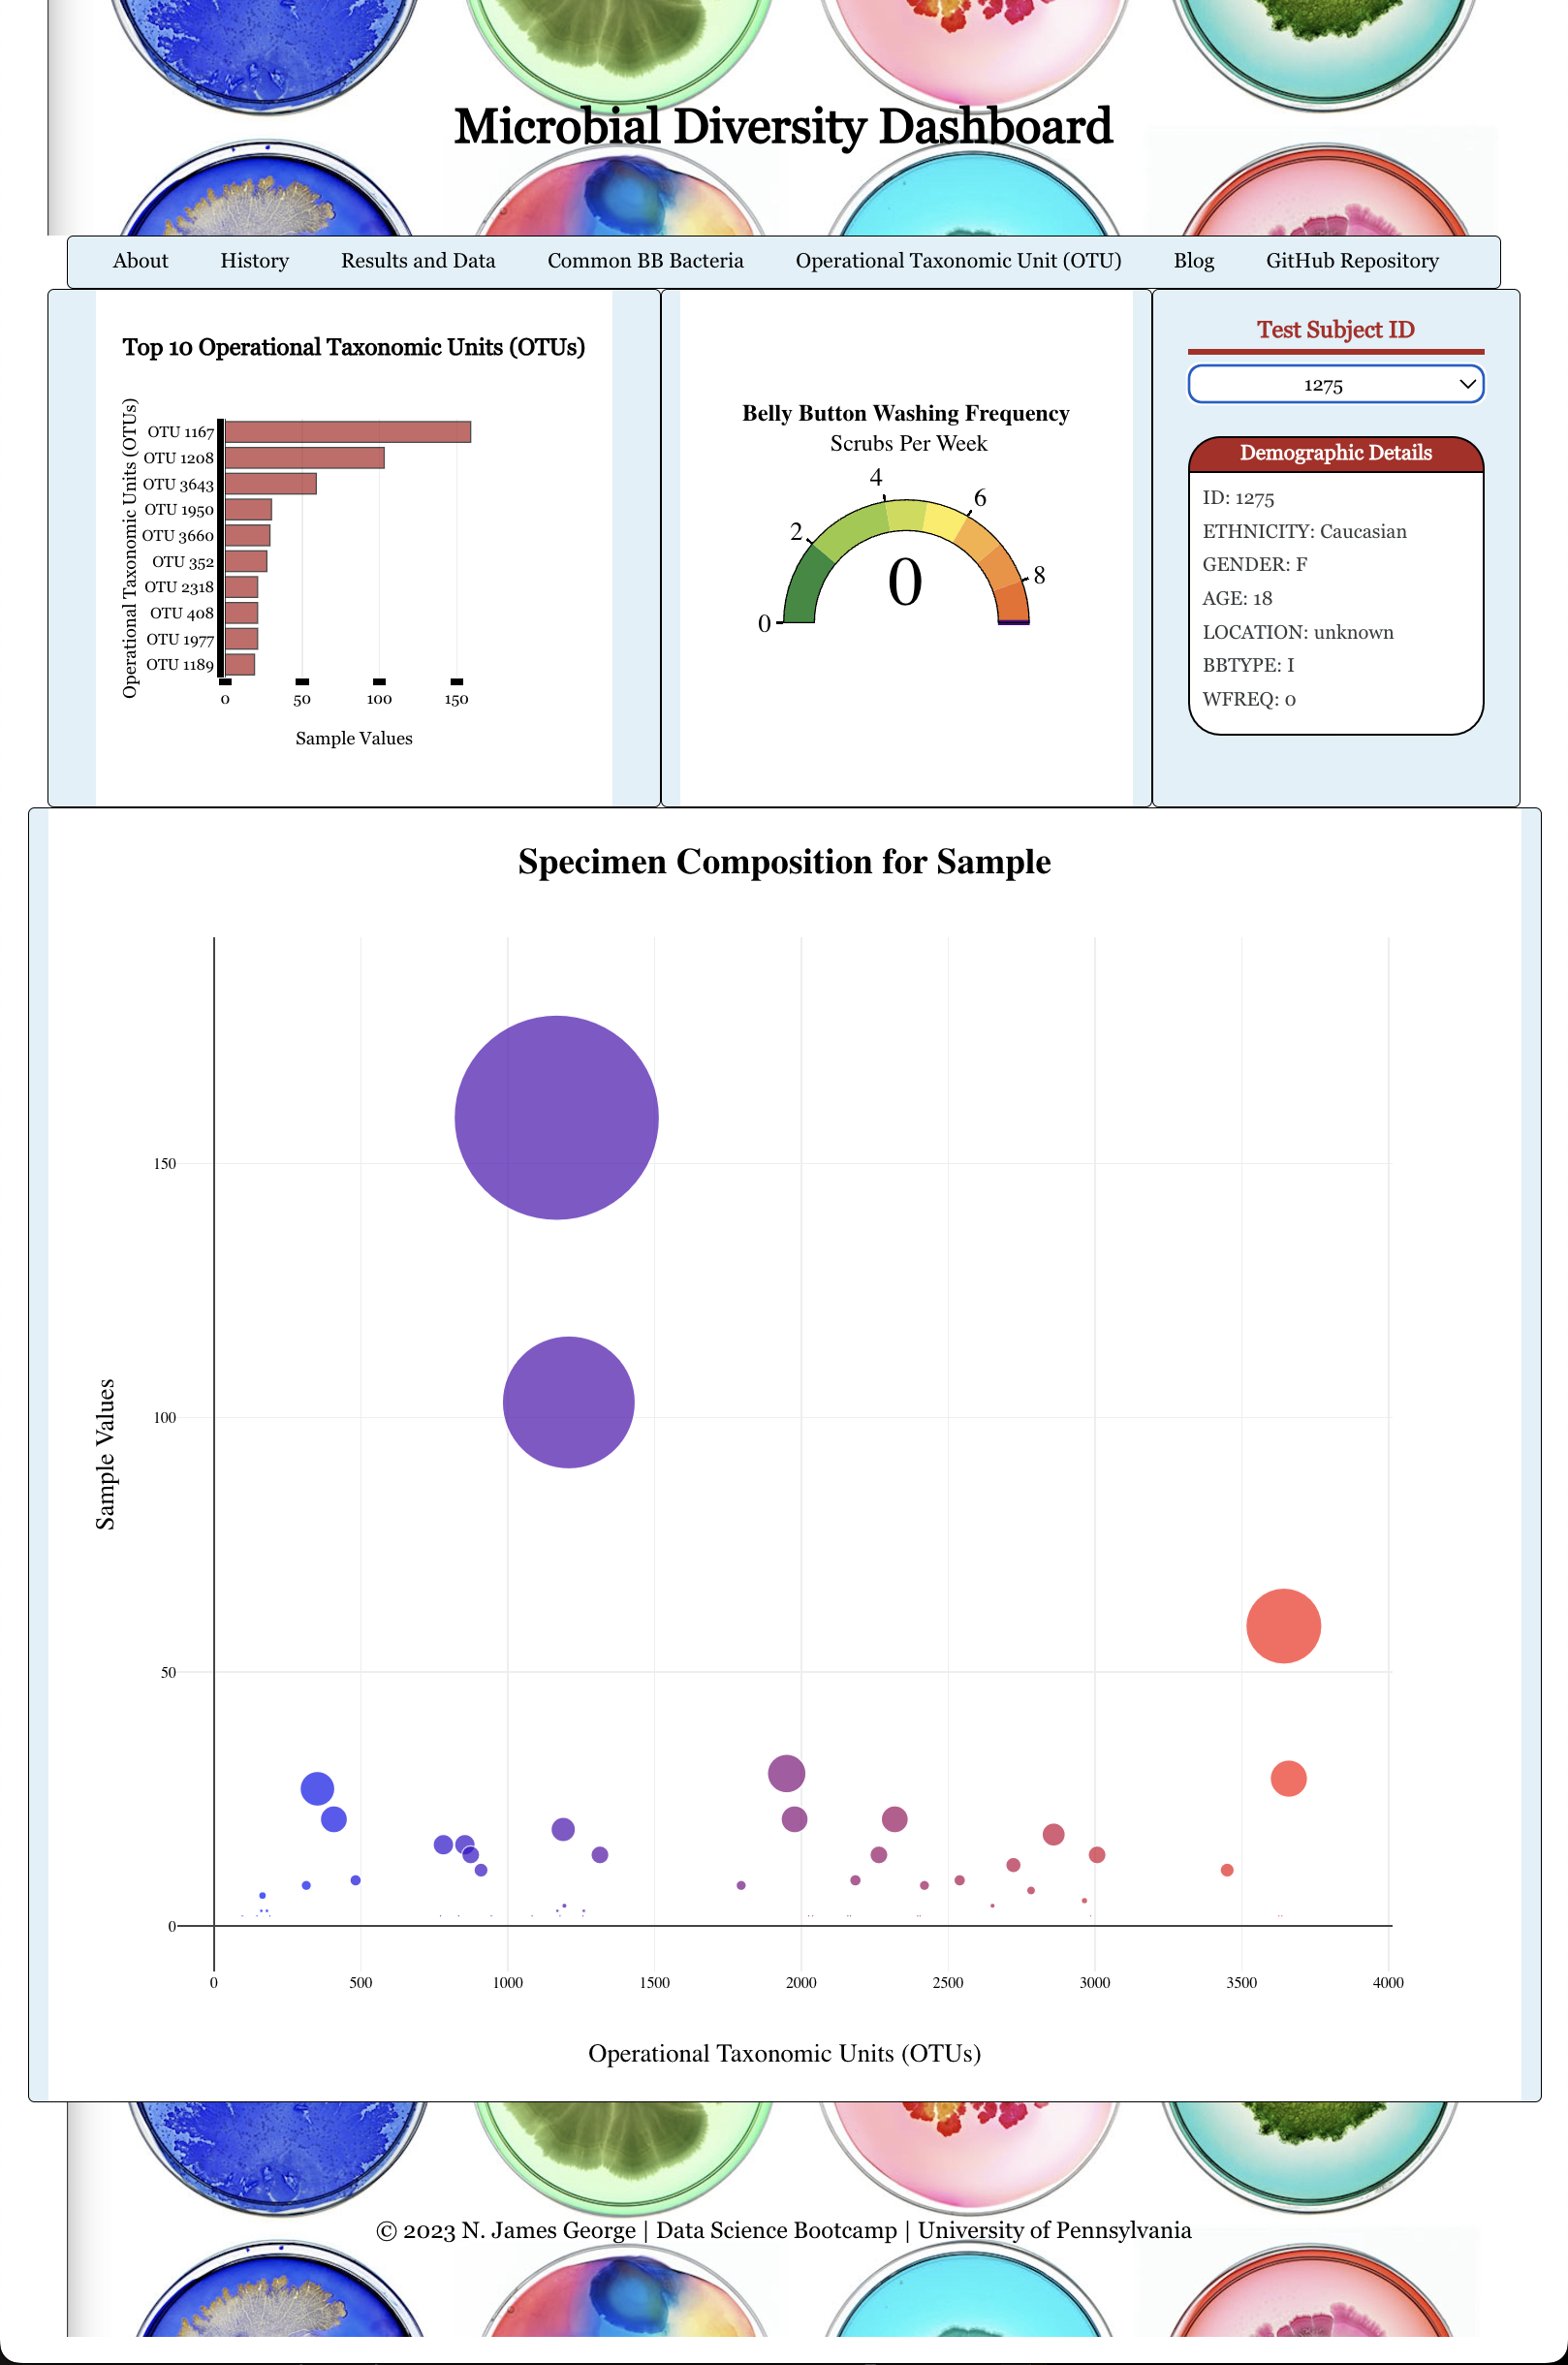 Microbial Diversity Dashboard
About History Results and Data Common BB Bacteria Operational Taxonomic Unit (OTU) Blog GitHub Repository
Top 10 Operational Taxonomic Units (OTUs)
Operational Taxonomic Units (OTUs)
OTU 1167
OTU 1208
OTU 3643
OTU 1950
OTU 3660
OTU 352
OTU 2318
OTU 408
OTU 1977
OTU 1189
0 50 100 150
Sample Values
Belly Button Washing Frequency
Scrubs Per Week
0 2 4 6 8
0
Test Subject ID
1275
Demographic Details
ID: 1275
ETHNICITY: Caucasian
GENDER: F
AGE: 18
LOCATION: unknown
BBTYPE: I
WFREQ: 0
Specimen Composition for Sample
Sample Values
150
100
50
0
0 500 1000 1500 2000 2500 3000 3500 4000
Operational Taxonomic Units (OTUs)
© 2023 N. James George | Data Science Bootcamp | University of Pennsylvania